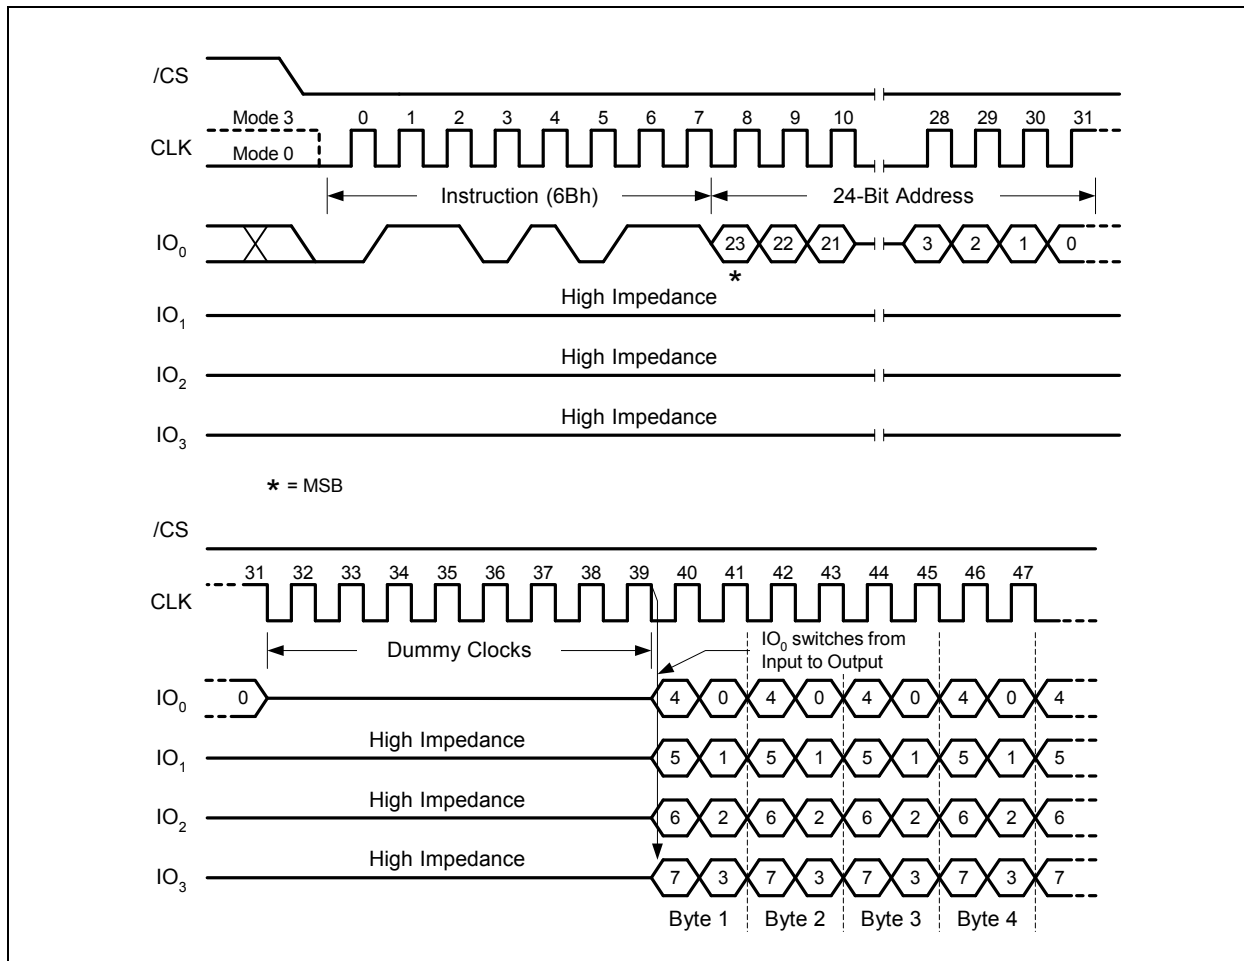 /CS
Mode 3 0 1 2 3 4 5 6 7 8 9 10 28 29 30 31
CLK
Mode 0
Instruction (6Bh) 24-Bit Address
IO₀ 23 22 21 3 2 1 0
*
High Impedance
IO₁
High Impedance
IO₂
High Impedance
IO₃
* = MSB
/CS
31 32 33 34 35 36 37 38 39 40 41 42 43 44 45 46 47
CLK
Dummy Clocks
IO₀ switches from
Input to Output
IO₀ 0 4 0 4 0 4 0 4 0 4
High Impedance
IO₁ 5 1 5 1 5 1 5 1 5
High Impedance
IO₂ 6 2 6 2 6 2 6 2 6
High Impedance
IO₃ 7 3 7 3 7 3 7 3 7
Byte 1 Byte 2 Byte 3 Byte 4